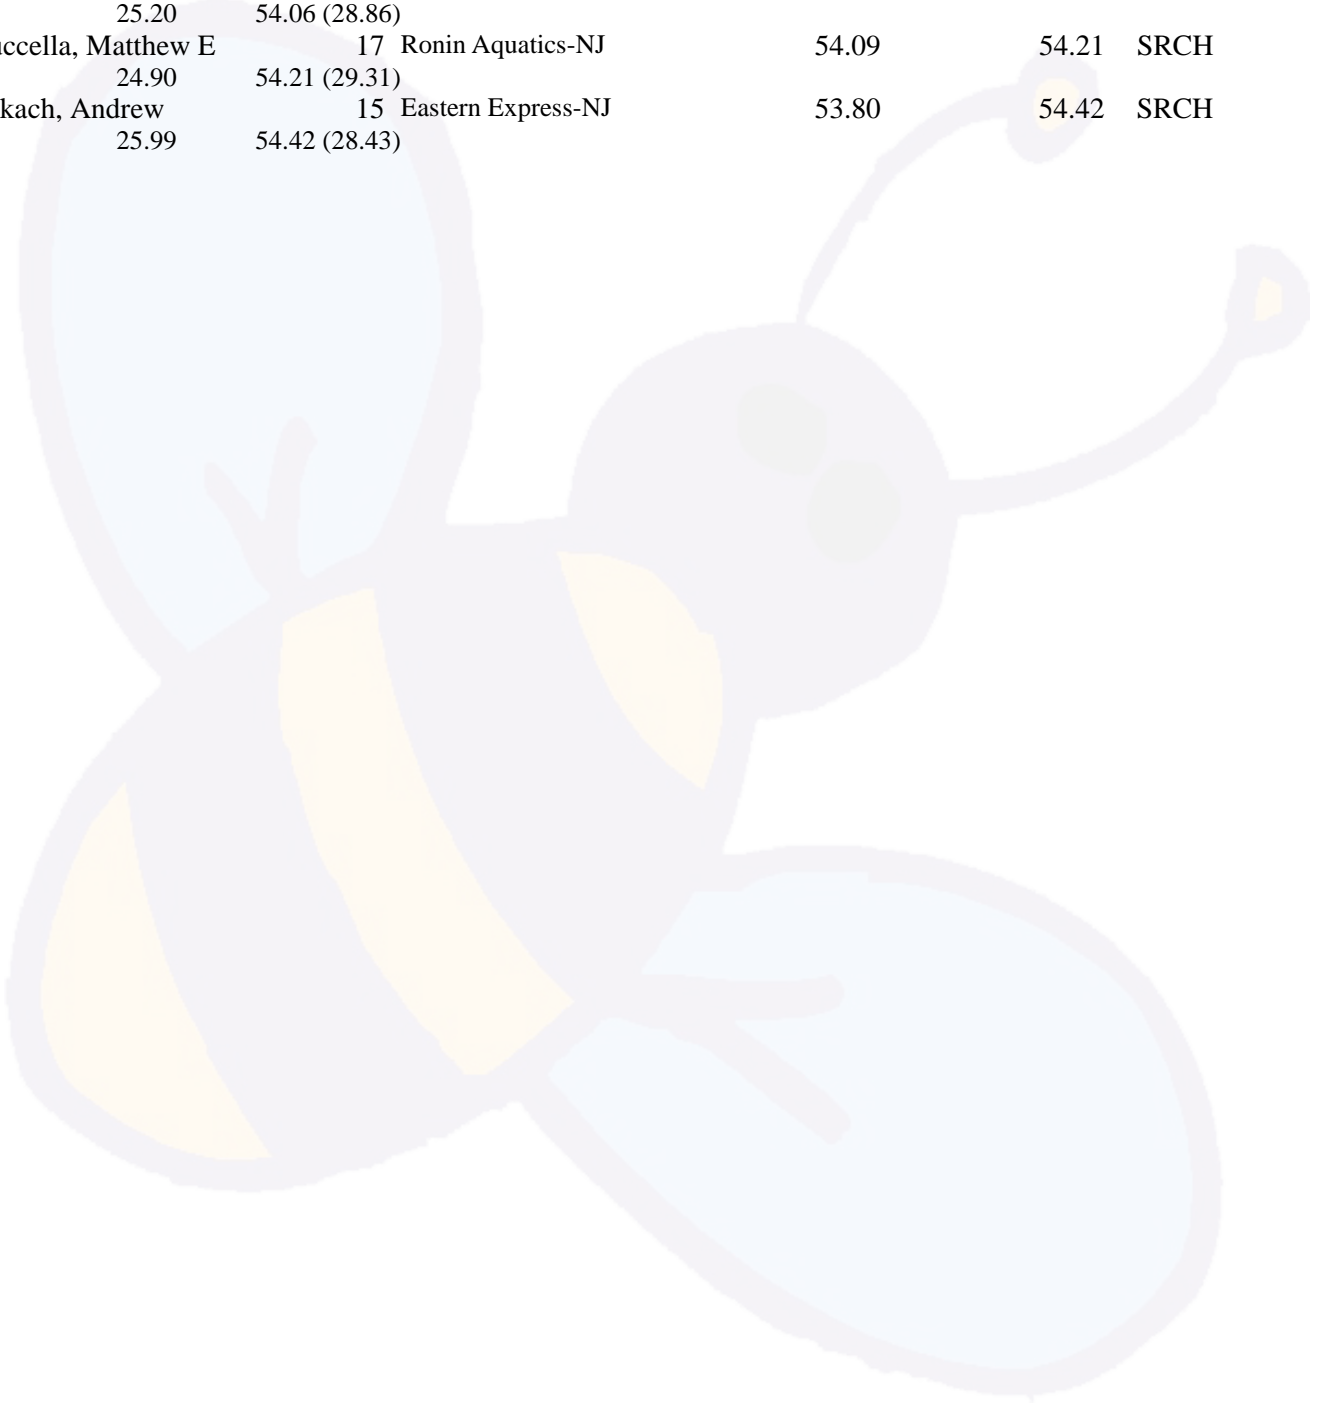 25.20 54.06 (28.86)
uccella, Matthew E 17 Ronin Aquatics-NJ 54.09 54.21 SRCH
24.90 54.21 (29.31)
kach, Andrew 15 Eastern Express-NJ 53.80 54.42 SRCH
25.99 54.42 (28.43)